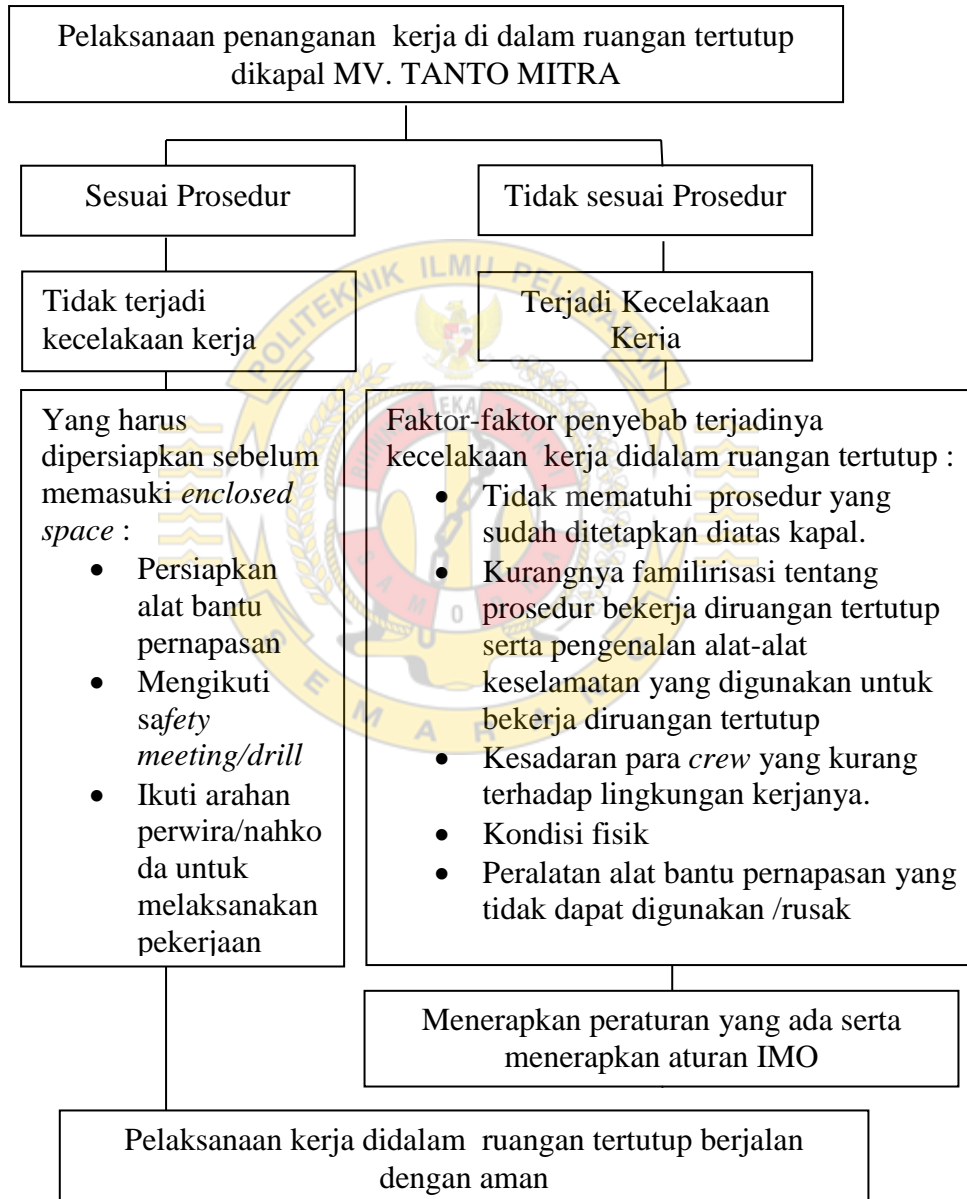 Pelaksanaan penanganan kerja di dalam ruangan tertutup
dikapal MV. TANTO MITRA
Sesuai Prosedur
Tidak sesuai Prosedur
Tidak terjadi
kecelakaan kerja
Terjadi Kecelakaan
Kerja
Yang harus
dipersiapkan sebelum
memasuki enclosed
space :
• Persiapkan
alat bantu
pernapasan
• Mengikuti
safety
meeting/drill
• Ikuti arahan
perwira/nahko
da untuk
melaksanakan
pekerjaan
Faktor-faktor penyebab terjadinya
kecelakaan kerja didalam ruangan tertutup :
• Tidak mematuhi prosedur yang
sudah ditetapkan diatas kapal.
• Kurangnya familirisasi tentang
prosedur bekerja diruangan tertutup
serta pengenalan alat-alat
keselamatan yang digunakan untuk
bekerja diruangan tertutup
• Kesadaran para crew yang kurang
terhadap lingkungan kerjanya.
• Kondisi fisik
• Peralatan alat bantu pernapasan yang
tidak dapat digunakan /rusak
Menerapkan peraturan yang ada serta
menerapkan aturan IMO
Pelaksanaan kerja didalam ruangan tertutup berjalan
dengan aman
POLITEKNIK ILMU PELAYARAN
SEMARANG